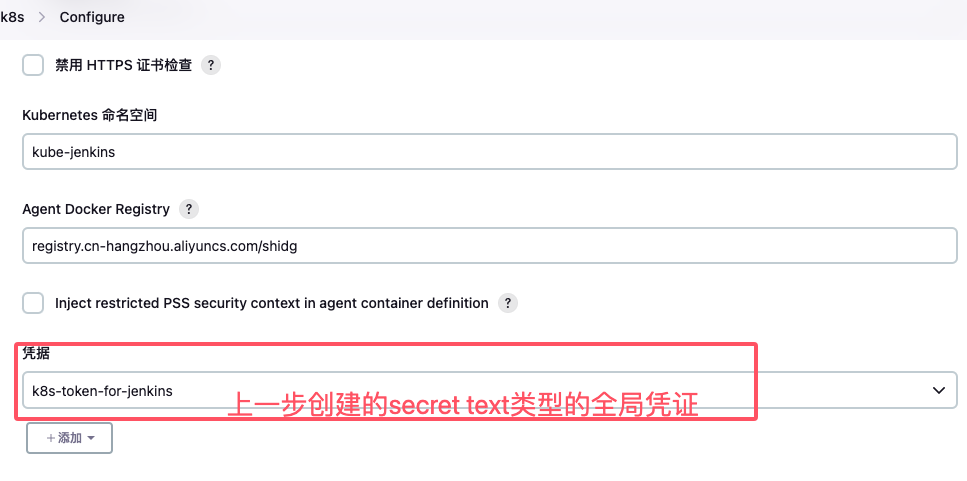 k8s > Configure
禁用 HTTPS 证书检查 ?
Kubernetes 命名空间
kube-jenkins
Agent Docker Registry ?
registry.cn-hangzhou.aliyuncs.com/shidg
Inject restricted PSS security context in agent container definition ?
凭据
k8s-token-for-jenkins
上一步创建的secret text类型的全局凭证
+ 添加